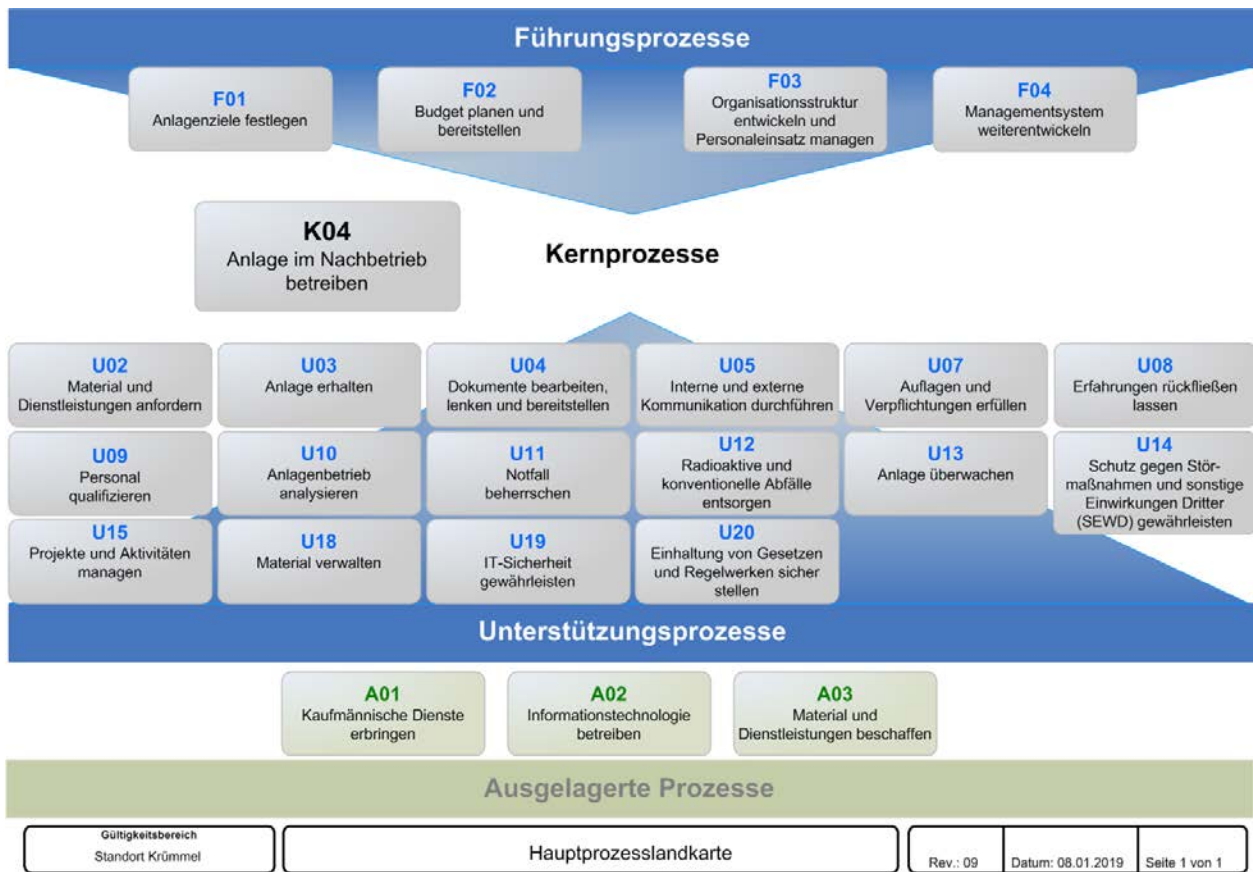 Führungsprozesse
F01
Anlagenziele festlegen
F02
Budget planen und
bereitstellen
F03
Organisationsstruktur
entwickeln und
Personaleinsatz managen
F04
Managementsystem
weiterentwickeln
K04
Anlage im Nachbetrieb
betreiben
Kernprozesse
U02
Material und
Dienstleistungen anfordern
U03
Anlage erhalten
U04
Dokumente bearbeiten,
lenken und bereitstellen
U05
Interne und externe
Kommunikation durchführen
U07
Auflagen und
Verpflichtungen erfüllen
U08
Erfahrungen rückfließen
lassen
U09
Personal
qualifizieren
U10
Anlagenbetrieb
analysieren
U11
Notfall
beherrschen
U12
Radioaktive und
konventionelle Abfälle
entsorgen
U13
Anlage überwachen
U14
Schutz gegen Stör-
maßnahmen und sonstige
Einwirkungen Dritter
(SEWD) gewährleisten
U15
Projekte und Aktivitäten
managen
U18
Material verwalten
U19
IT-Sicherheit
gewährleisten
U20
Einhaltung von Gesetzen
und Regelwerken sicher
stellen
Unterstützungsprozesse
A01
Kaufmännische Dienste
erbringen
A02
Informationstechnologie
betreiben
A03
Material und
Dienstleistungen beschaffen
Ausgelagerte Prozesse
Gültigkeitsbereich
Standort Krümmel
Hauptprozesslandkarte
Rev.: 09
Datum: 08.01.2019
Seite 1 von 1